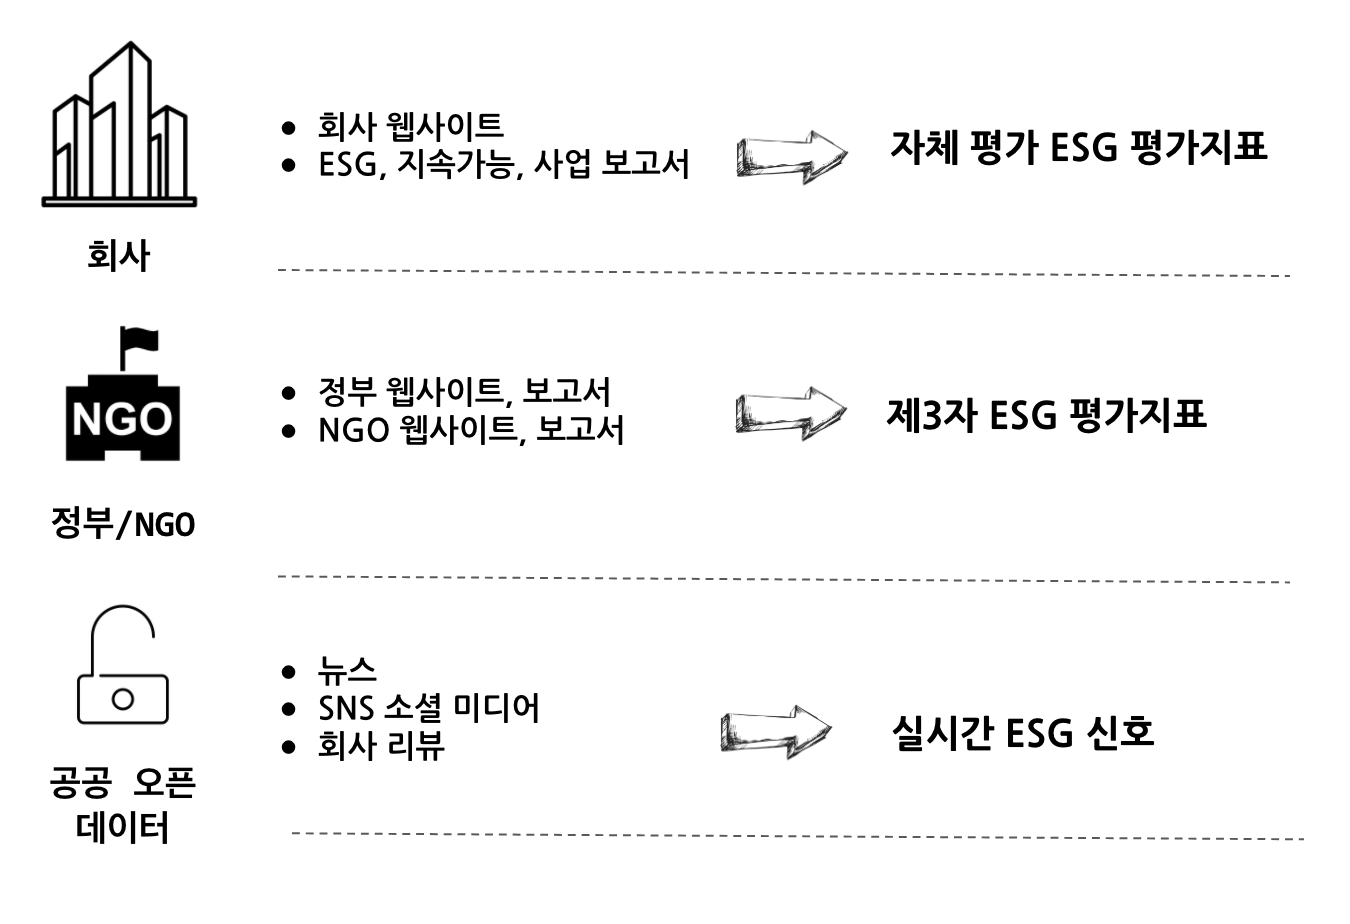 회사
● 회사 웹사이트
● ESG, 지속가능, 사업 보고서
자체 평가 ESG 평가지표
NGO
정부/NGO
● 정부 웹사이트, 보고서
● NGO 웹사이트, 보고서
제3자 ESG 평가지표
공공 오픈
데이터
● 뉴스
● SNS 소셜 미디어
● 회사 리뷰
실시간 ESG 신호